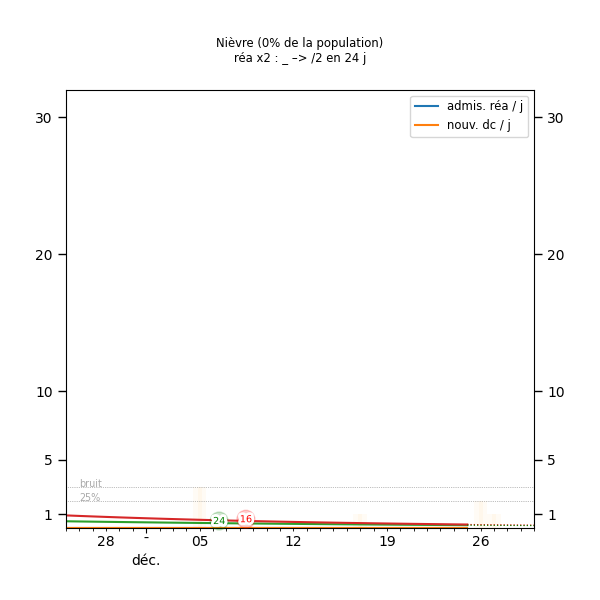 Nièvre (0% de la population)
réa x2 : _ –> /2 en 24 j
admis. réa / j
nouv. dc / j
30 30
20 20
10 10
5 5
bruit
25%
24 16
1 1
28 - 05 12 19 26
déc.